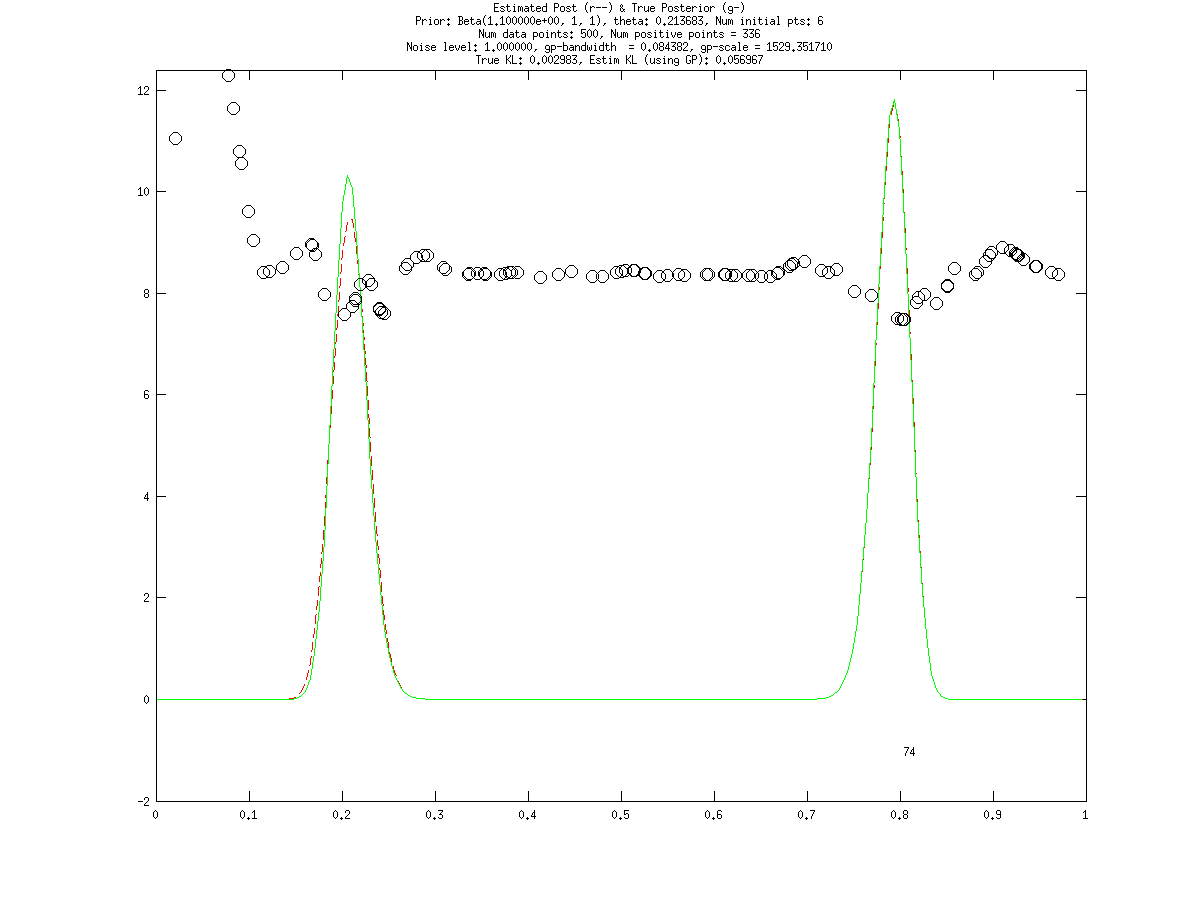 Estimated Post (r--) & True Posterior (g-)
Prior: Beta(1.100000e+00, 1, 1), theta: 0.213683, Num initial pts: 6
Num data points: 500, Num positive points = 336
Noise level: 1.000000, gp-bandwidth  = 0.084382, gp-scale = 1529.351710
True KL: 0.002983, Estim KL (using GP): 0.056967
12
10
8
6
4
2
0
74
-2
0 0.1 0.2 0.3 0.4 0.5 0.6 0.7 0.8 0.9 1